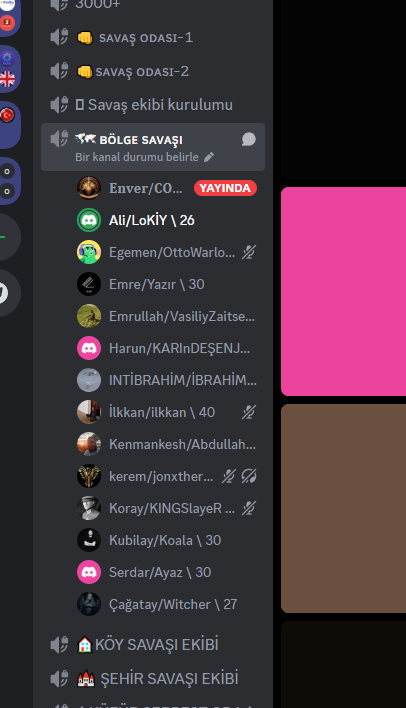 3000+
SAVAŞ ODASI-1
SAVAŞ ODASI-2
Savaş ekibi kurulumu
BÖLGE SAVAŞI
Bir kanal durumu belirle
Enver/CO... YAYINDA
Ali/LoKİY \ 26
Egemen/OttoWarlo...
Emre/Yazır \ 30
Emrullah/VasiliyZaitse...
Harun/KARInDEŞENJ...
INTİBRAHİM/İBRAHİM...
İlkkan/ilkkan \ 40
Kenmankesh/Abdullah...
kerem/jonxther...
Koray/KINGSlayeR ...
Kubilay/Koala \ 30
Serdar/Ayaz \ 30
Çağatay/Witcher \ 27
KÖY SAVAŞI EKİBİ
ŞEHİR SAVAŞI EKİBİ